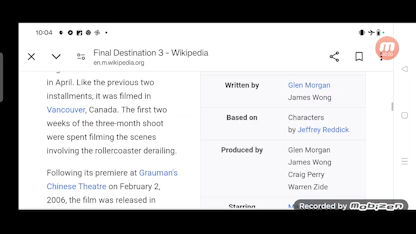 10:04
Final Destination 3 - Wikipedia
en.m.wikipedia.org
in April. Like the previous two
installments, it was filmed in
Vancouver, Canada. The first two
weeks of the three-month shoot
were spent filming the scenes
involving the rollercoaster derailing.
Following its premiere at Grauman's
Chinese Theatre on February 2,
2006, the film was released in
Written by
Glen Morgan
James Wong
Based on
Characters
by Jeffrey Reddick
Produced by
Glen Morgan
James Wong
Craig Perry
Warren Zide
Starring
Recorded by mobizen